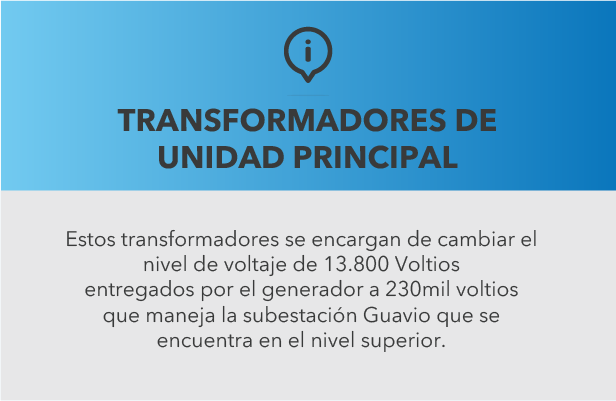 TRANSFORMADORES DE
UNIDAD PRINCIPAL
Estos transformadores se encargan de cambiar el
nivel de voltaje de 13.800 Voltios
entregados por el generador a 230mil voltios
que maneja la subestación Guavio que se
encuentra en el nivel superior.